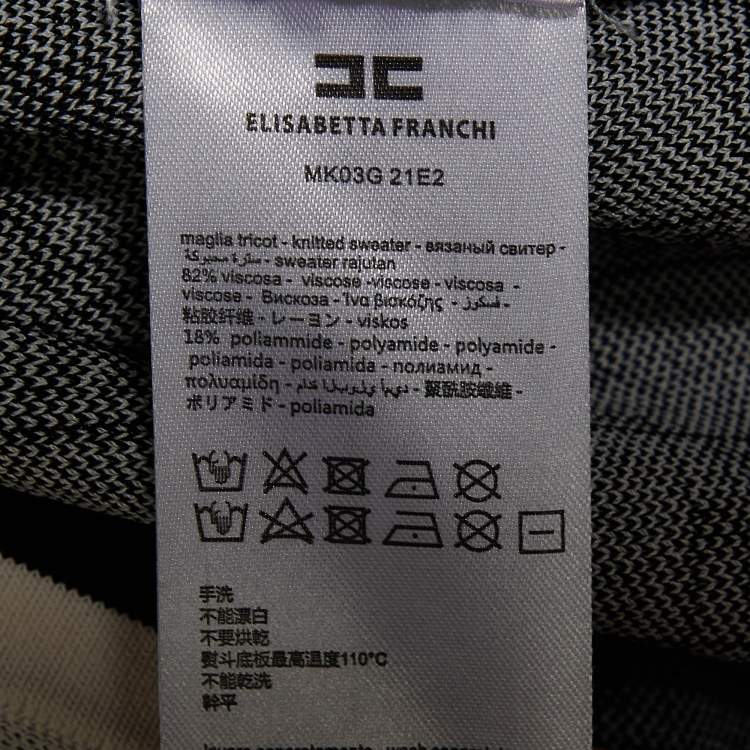 ELISABETTA FRANCHI
MK03G 21E2
maglia tricot - knitted sweater - вязаный свитер -
سترة محبوكة - sweater rajutan
82% viscosa - viscose -viscose - viscosa -
viscose - Вискоза - Ίνα βισκόζης - فسكوز -
粘胶纤维 - レーヨン - viskos
18% poliammide - polyamide - polyamide -
poliamida - poliamida - полиамид -
πολυαμίδη - - 聚酰胺纖維 -
ポリアミド - poliamida
手洗
不能漂白
不要烘乾
熨斗底板最高溫度110°C
不能乾洗
幹平